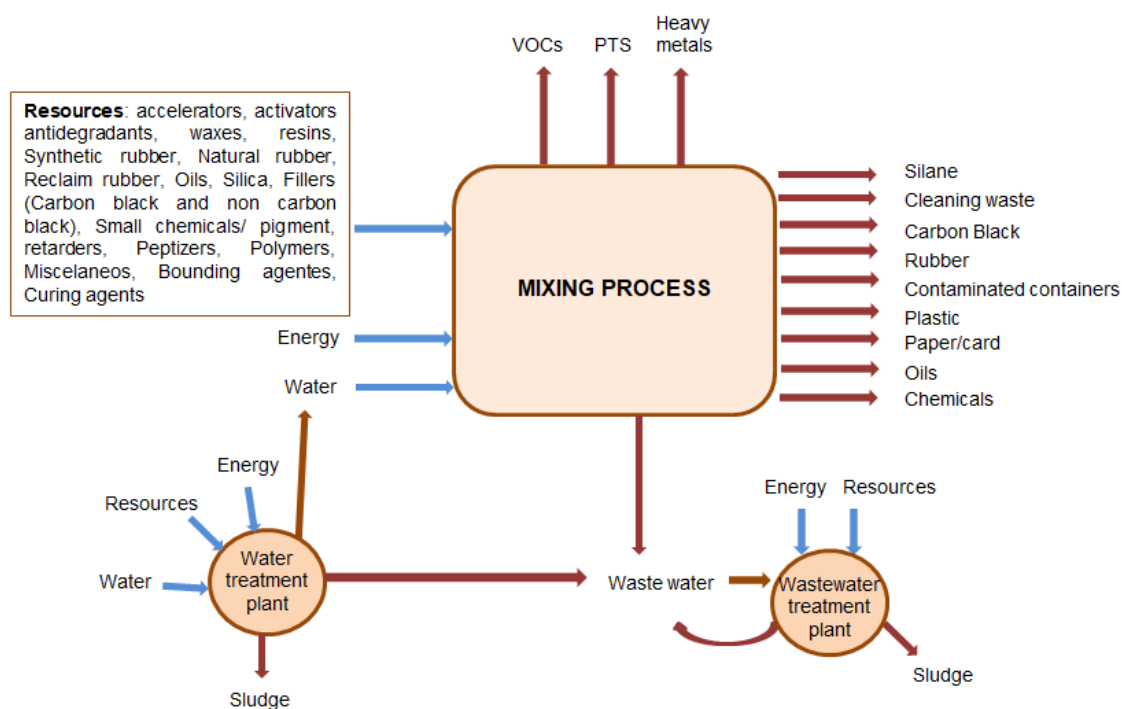 VOCs
PTS
Heavy
metals
Resources: accelerators, activators
antidegradants, waxes, resins,
Synthetic rubber, Natural rubber,
Reclaim rubber, Oils, Silica, Fillers
(Carbon black and non carbon
black), Small chemicals/ pigment,
retarders, Peptizers, Polymers,
Miscelaneos, Bounding agentes,
Curing agents
MIXING PROCESS
Silane
Cleaning waste
Carbon Black
Rubber
Contaminated containers
Plastic
Paper/card
Oils
Chemicals
Energy
Water
Energy
Resources
Water
Water
treatment
plant
Sludge
Waste water
Energy
Resources
Wastewater
treatment
plant
Sludge